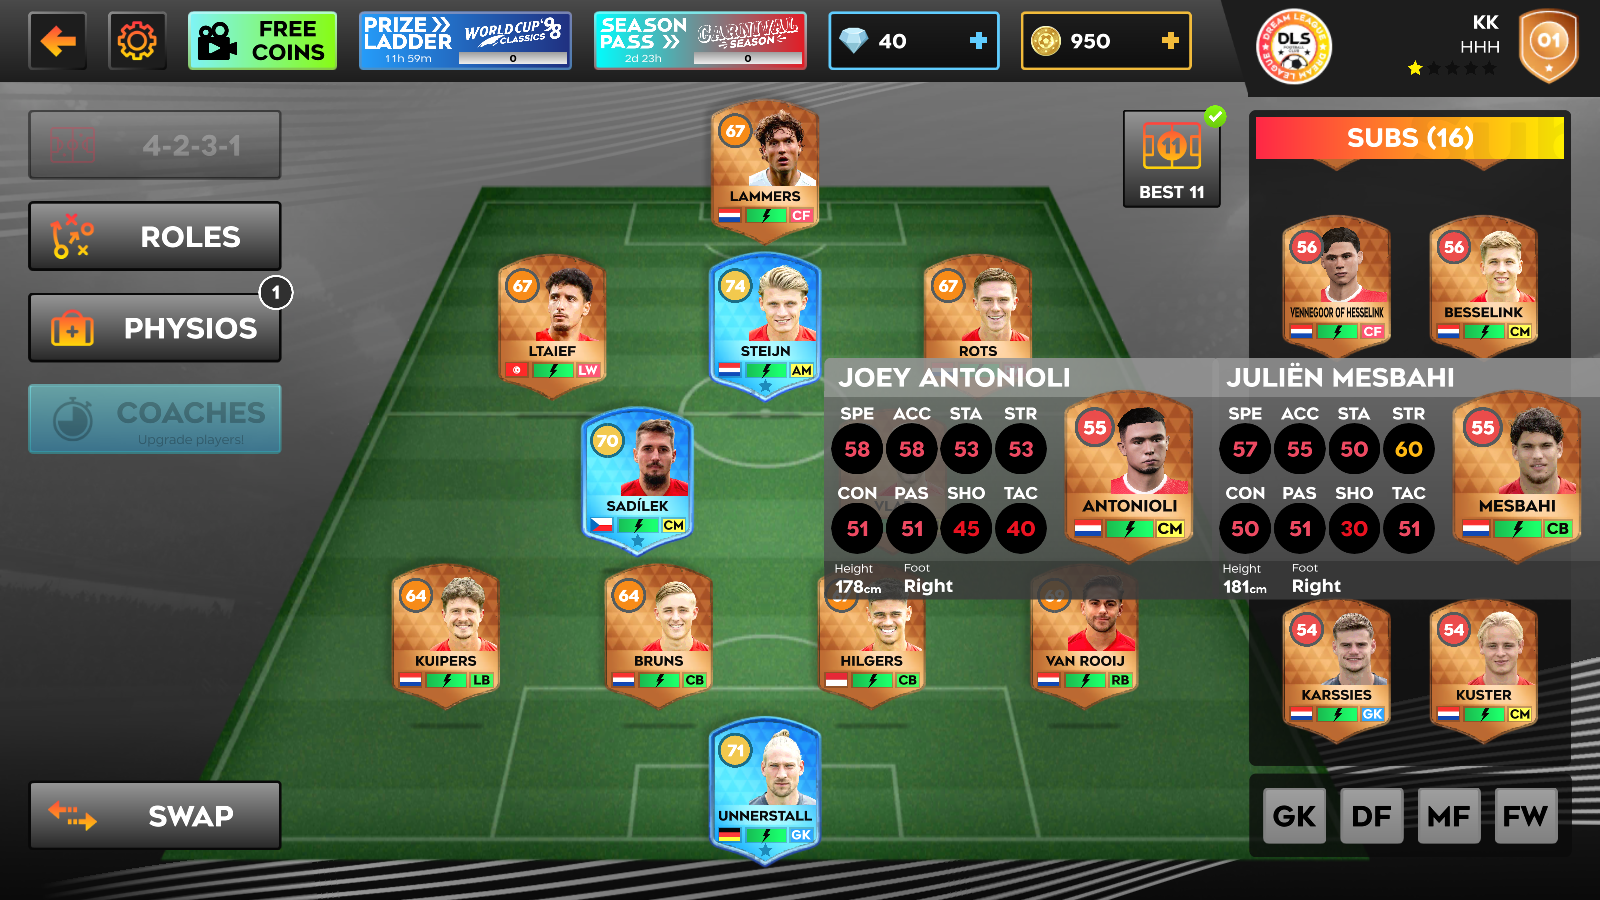 FREE
COINS
PRIZE
LADDER
11h 59m
WORLD CUP '98
CLASSICS
0
SEASON
PASS
2d 23h
CARNIVAL
SEASON
0
40
950
DREAM LEAGUE
DLS
DREAM LEAGUE
KK
HHH
01
4-2-3-1
ROLES
PHYSIOS
1
COACHES
Upgrade players!
SWAP
11
BEST 11
67
LAMMERS
CF
67
LTAIEF
LW
74
STEIJN
AM
67
ROTS
70
SADÍLEK
CM
64
KUIPERS
LB
64
BRUNS
CB
HILGERS
CB
VAN ROOIJ
RB
71
UNNERSTALL
GK
SUBS (16)
56
VENNEGOOR OF HESSELINK
CF
56
BESSELINK
CM
JOEY ANTONIOLI
SPE ACC STA STR
58 58 53 53
CON PAS SHO TAC
51 51 45 40
Height Foot
178cm Right
55
ANTONIOLI
CM
JULIËN MESBAHI
SPE ACC STA STR
57 55 50 60
CON PAS SHO TAC
50 51 30 51
Height Foot
181cm Right
55
MESBAHI
CB
54
KARSSIES
GK
54
KUSTER
CM
GK DF MF FW